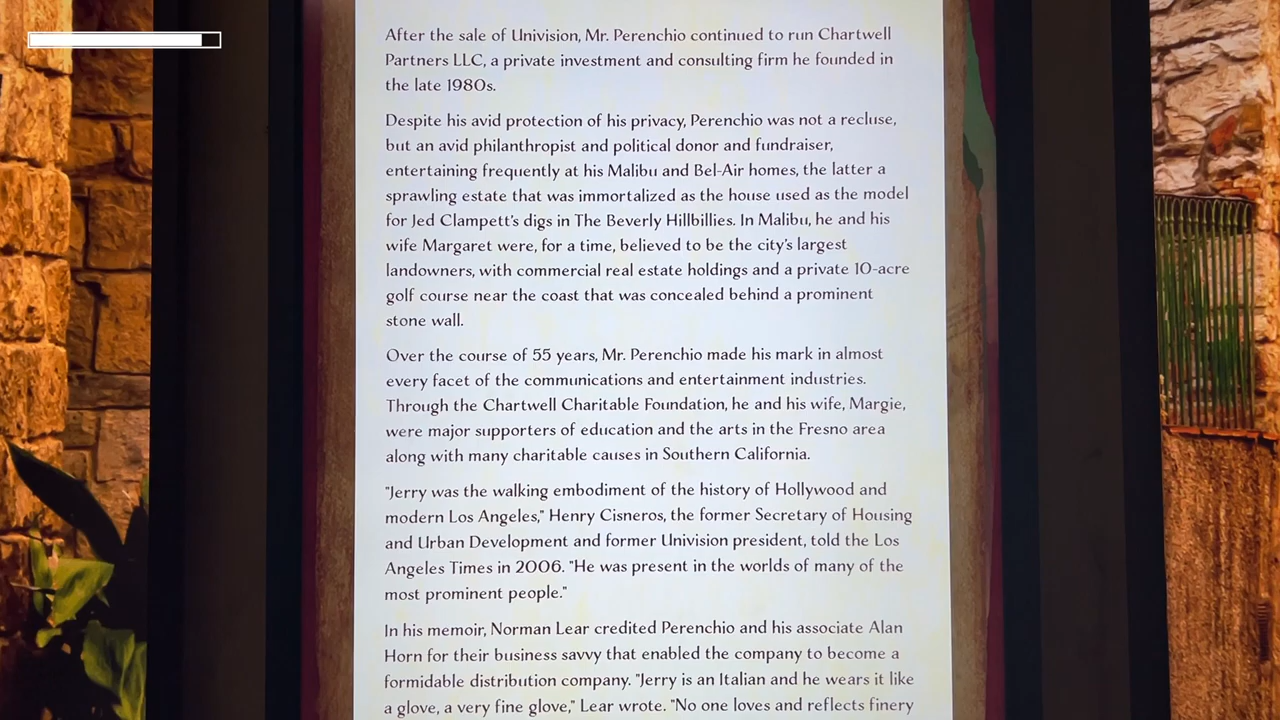 After the sale of Univision, Mr. Perenchio continued to run Chartwell
Partners LLC, a private investment and consulting firm he founded in
the late 1980s.
Despite his avid protection of his privacy, Perenchio was not a recluse,
but an avid philanthropist and political donor and fundraiser,
entertaining frequently at his Malibu and Bel-Air homes, the latter a
sprawling estate that was immortalized as the house used as the model
for Jed Clampett's digs in The Beverly Hillbillies. In Malibu, he and his
wife Margaret were, for a time, believed to be the city's largest
landowners, with commercial real estate holdings and a private 10-acre
golf course near the coast that was concealed behind a prominent
stone wall.
Over the course of 55 years, Mr. Perenchio made his mark in almost
every facet of the communications and entertainment industries.
Through the Chartwell Charitable Foundation, he and his wife, Margie,
were major supporters of education and the arts in the Fresno area
along with many charitable causes in Southern California.
"Jerry was the walking embodiment of the history of Hollywood and
modern Los Angeles," Henry Cisneros, the former Secretary of Housing
and Urban Development and former Univision president, told the Los
Angeles Times in 2006. "He was present in the worlds of many of the
most prominent people."
In his memoir, Norman Lear credited Perenchio and his associate Alan
Horn for their business savvy that enabled the company to become a
formidable distribution company. "Jerry is an Italian and he wears it like
a glove, a very fine glove," Lear wrote. "No one loves and reflects finery